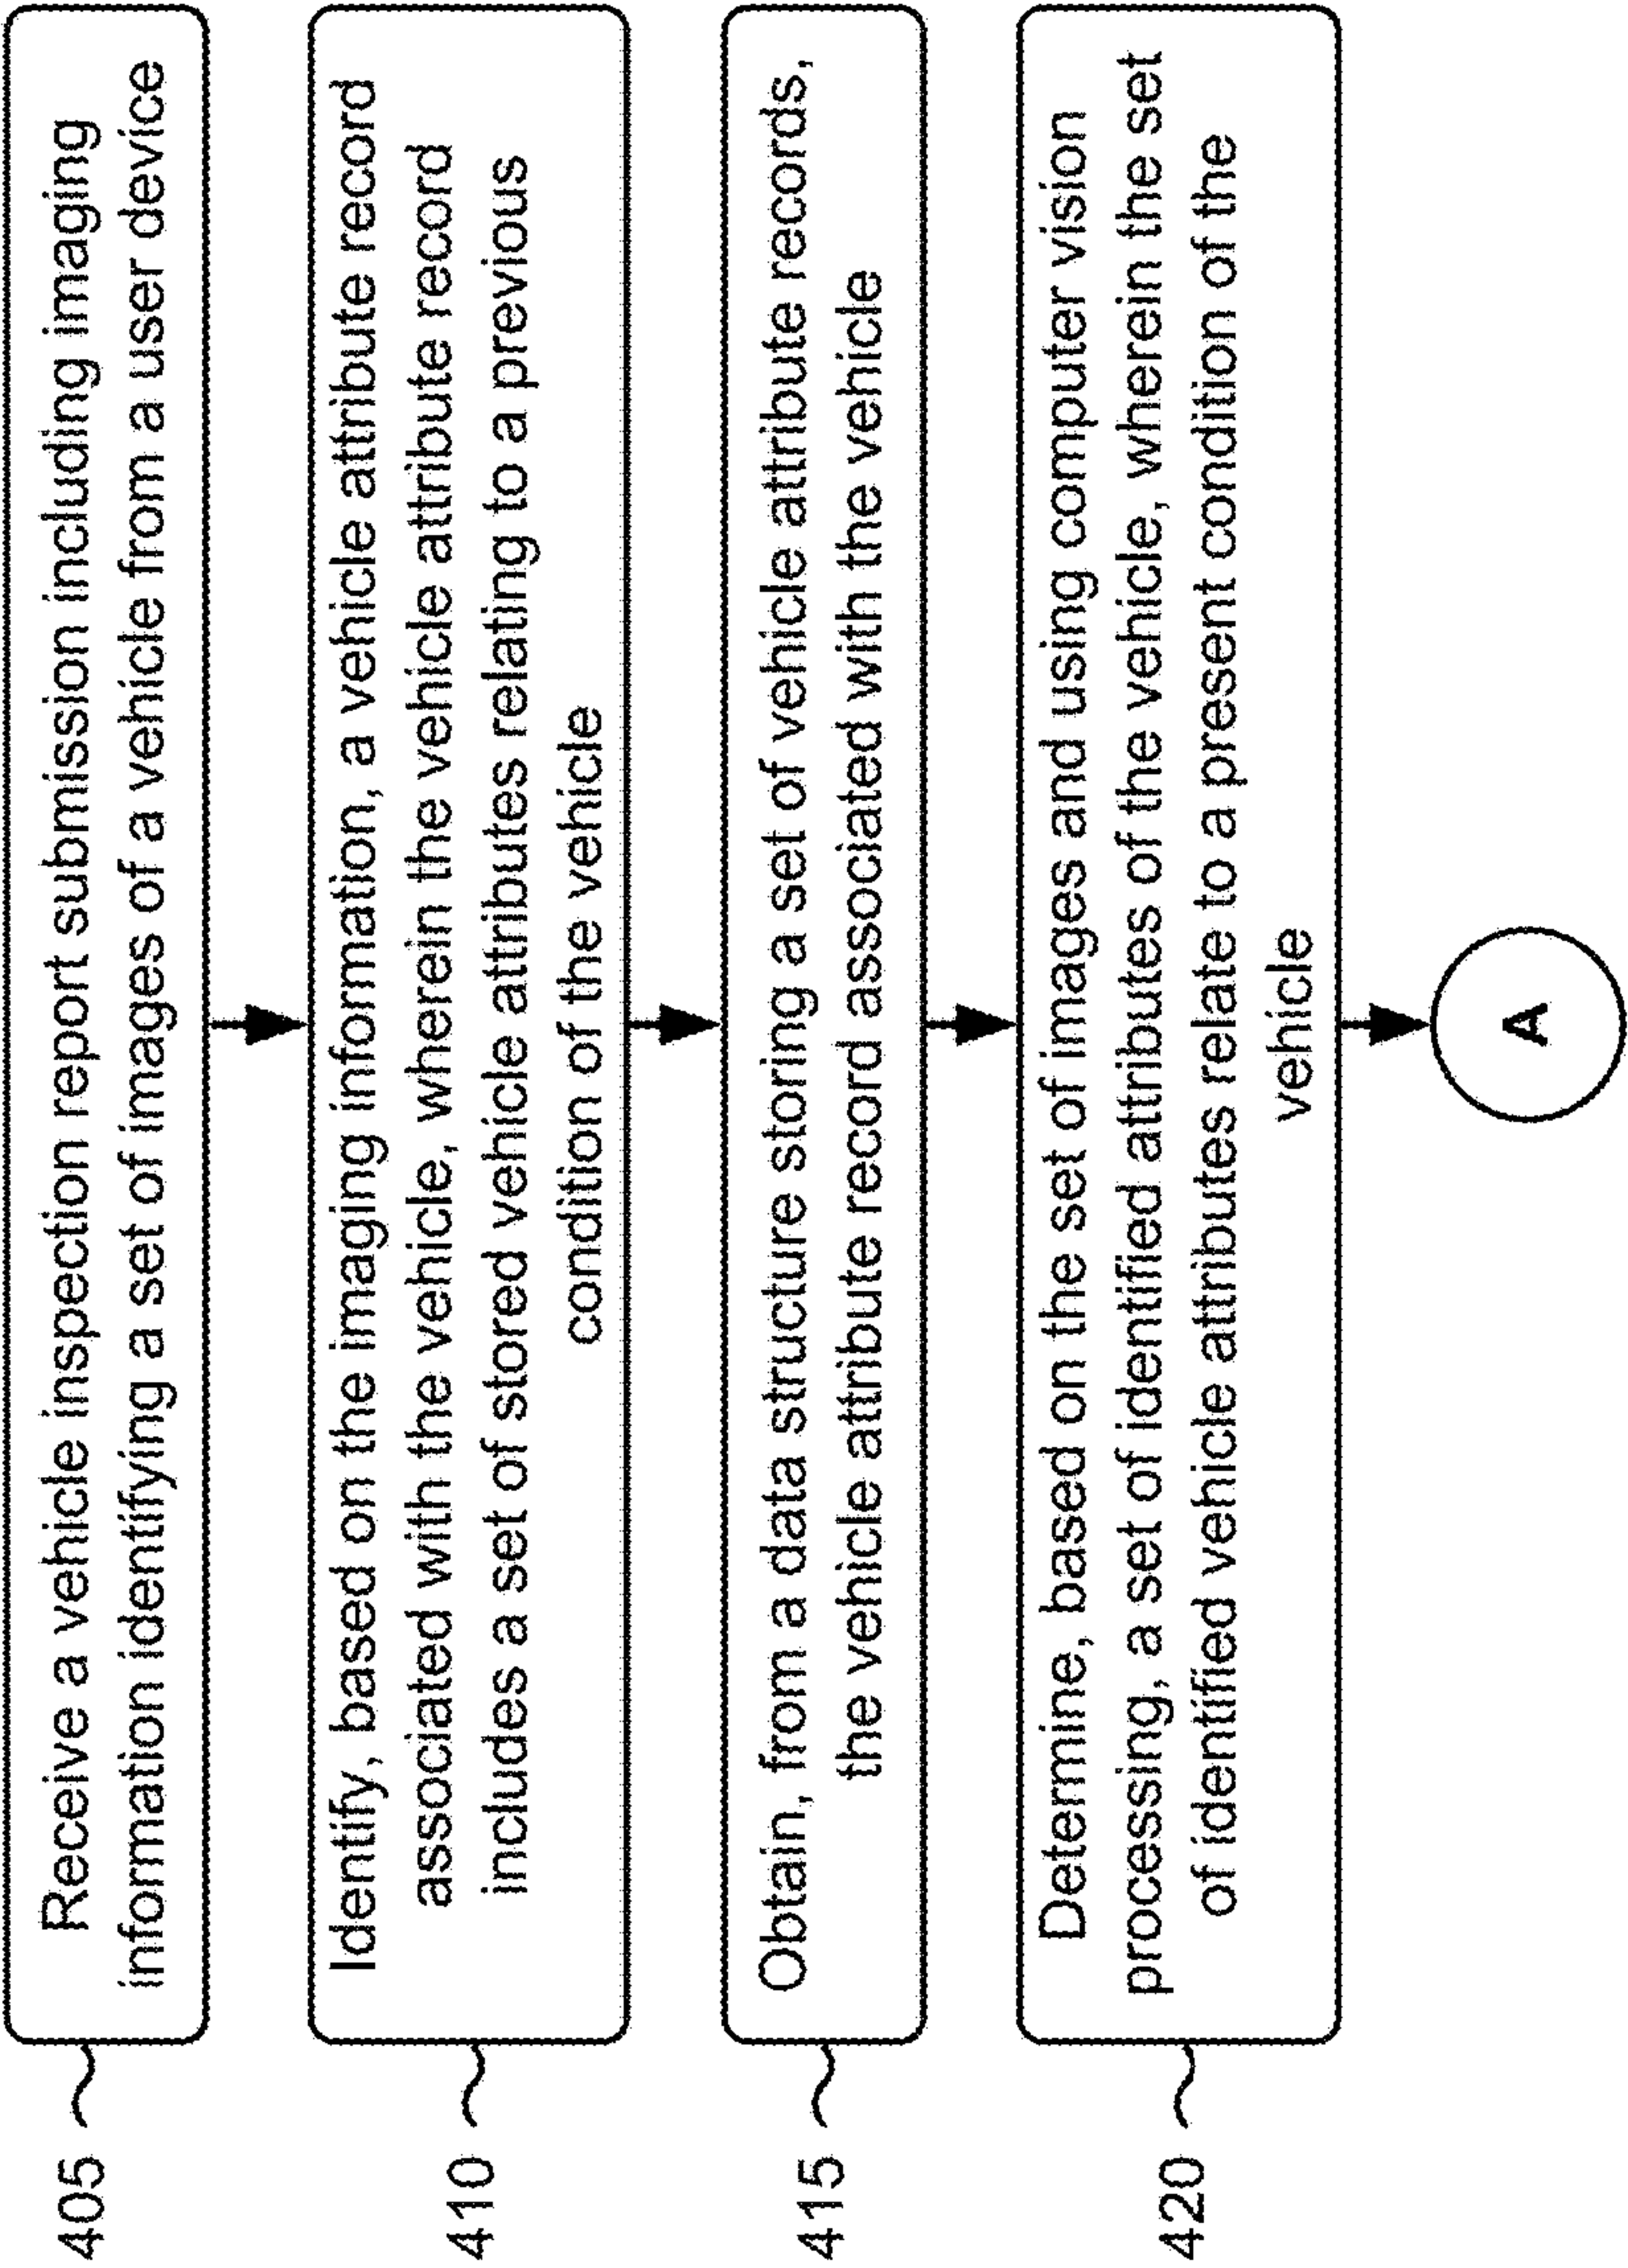 405
Receive a vehicle inspection report submission including imaging
information identifying a set of images of a vehicle from a user device
410
Identify, based on the imaging information, a vehicle attribute record
associated with the vehicle, wherein the vehicle attribute record
includes a set of stored vehicle attributes relating to a previous
condition of the vehicle
415
Obtain, from a data structure storing a set of vehicle attribute records,
the vehicle attribute record associated with the vehicle
420
Determine, based on the set of images and using computer vision
processing, a set of identified attributes of the vehicle, wherein the set
of identified vehicle attributes relate to a present condition of the
vehicle
A